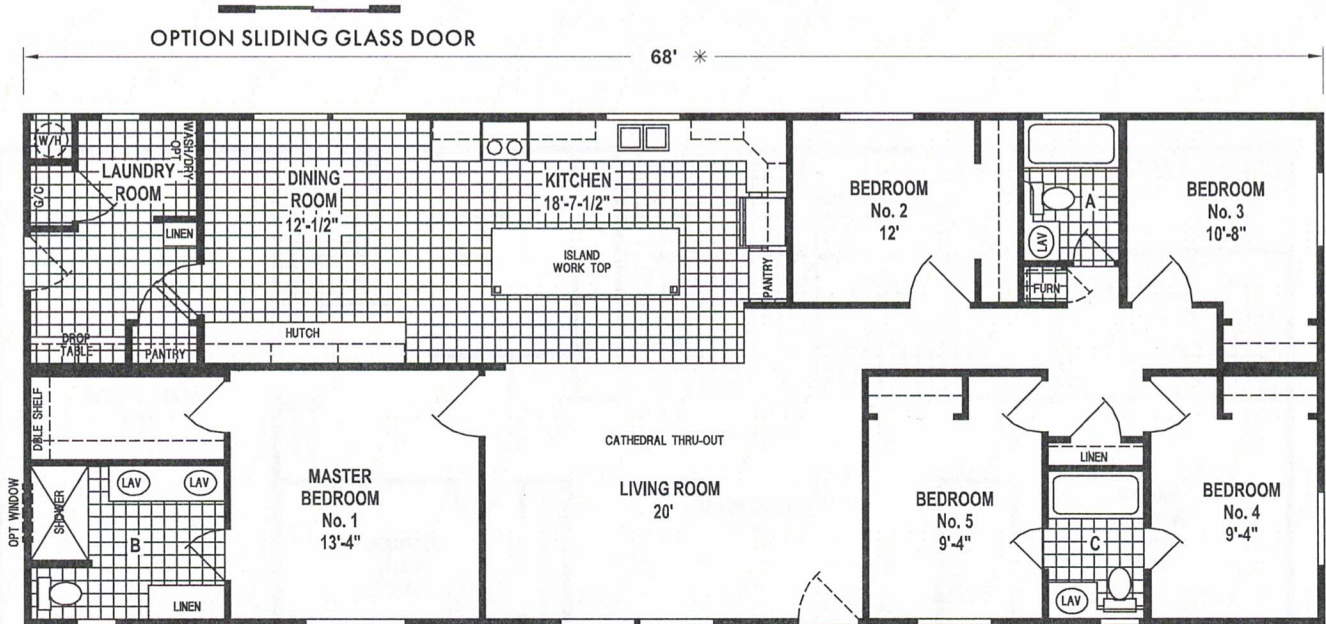 OPTION SLIDING GLASS DOOR
68' ✳
W/H
G/C
LAUNDRY
ROOM
WASH/DRY
OPT
LINEN
DROP
TABLE
PANTRY
DINING
ROOM
12'-1/2"
HUTCH
KITCHEN
18'-7-1/2"
ISLAND
WORK TOP
PANTRY
BEDROOM
No. 2
12'
A
LAV
FURN
BEDROOM
No. 3
10'-8"
DBLE SHELF
OPT WINDOW
SHOWER
LAV
LAV
B
LINEN
MASTER
BEDROOM
No. 1
13'-4"
CATHEDRAL THRU-OUT
LIVING ROOM
20'
BEDROOM
No. 5
9'-4"
LINEN
C
LAV
BEDROOM
No. 4
9'-4"